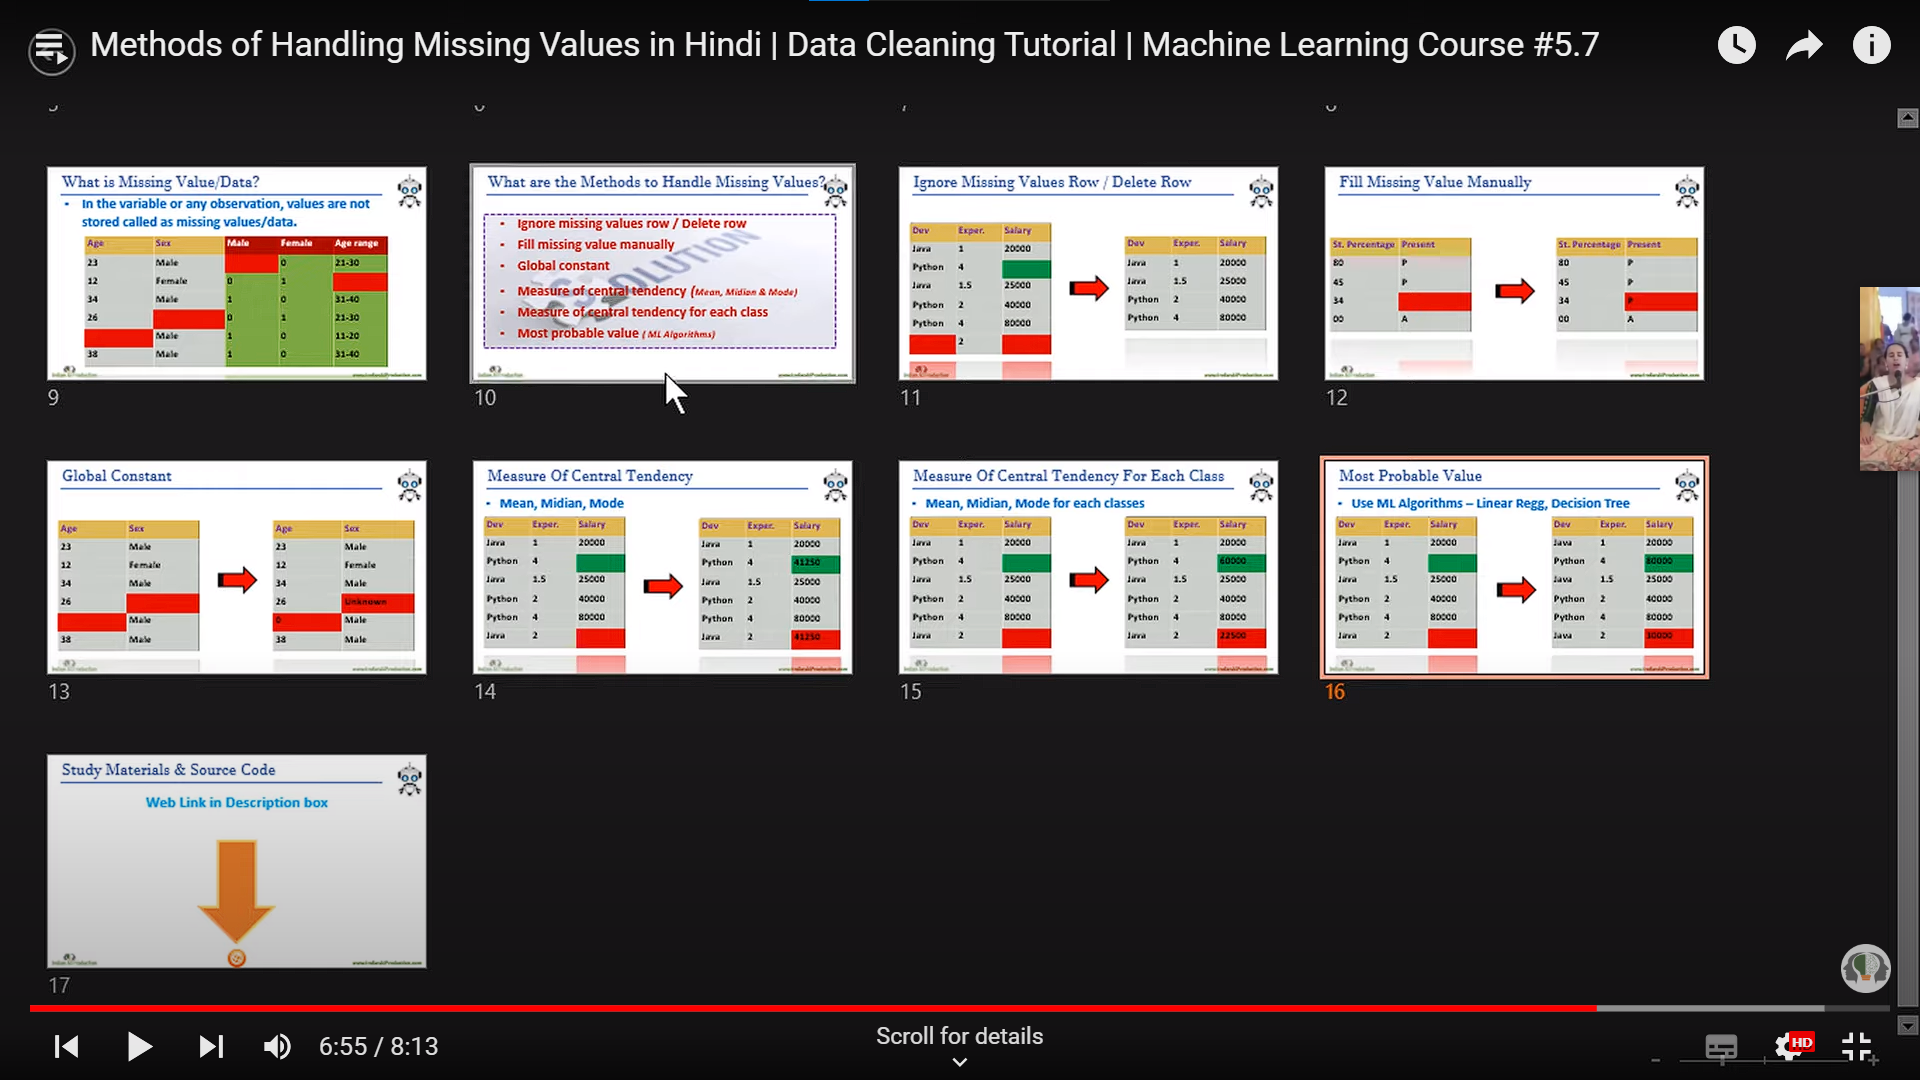 Methods of Handling Missing Values in Hindi | Data Cleaning Tutorial | Machine Learning Course #5.7
What is Missing Value/Data?
• In the variable or any observation, values are not
stored called as missing values/data.
Age Sex Male Female Age range
23 Male 0 21-30
12 Female 0 1
34 Male 1 0 31-40
26 0 1 21-30
Male 1 0 11-20
38 Male 1 0 31-40
9
What are the Methods to Handle Missing Values?
• Ignore missing values row / Delete row
• Fill missing value manually
• Global constant
• Measure of central tendency (Mean, Midian & Mode)
• Measure of central tendency for each class
• Most probable value ( ML Algorithms)
10
Ignore Missing Values Row / Delete Row
Dev Exper. Salary
Java 1 20000
Python 4
Java 1.5 25000
Python 2 40000
Python 4 80000
2
Dev Exper. Salary
Java 1 20000
Java 1.5 25000
Python 2 40000
Python 4 80000
11
Fill Missing Value Manually
St. Percentage Present
80 P
45 P
34
00 A
St. Percentage Present
80 P
45 P
34 P
00 A
12
Global Constant
Age Sex
23 Male
12 Female
34 Male
26
Male
38 Male
Age Sex
23 Male
12 Female
34 Male
26 Unknown
0 Male
38 Male
13
Measure Of Central Tendency
• Mean, Midian, Mode
Dev Exper. Salary
Java 1 20000
Python 4
Java 1.5 25000
Python 2 40000
Python 4 80000
Java 2
Dev Exper. Salary
Java 1 20000
Python 4 41250
Java 1.5 25000
Python 2 40000
Python 4 80000
Java 2 41250
14
Measure Of Central Tendency For Each Class
• Mean, Midian, Mode for each classes
Dev Exper. Salary
Java 1 20000
Python 4
Java 1.5 25000
Python 2 40000
Python 4 80000
Java 2
Dev Exper. Salary
Java 1 20000
Python 4 60000
Java 1.5 25000
Python 2 40000
Python 4 80000
Java 2 22500
15
Most Probable Value
• Use ML Algorithms – Linear Regg, Decision Tree
Dev Exper. Salary
Java 1 20000
Python 4
Java 1.5 25000
Python 2 40000
Python 4 80000
Java 2
Dev Exper. Salary
Java 1 20000
Python 4 80000
Java 1.5 25000
Python 2 40000
Python 4 80000
Java 2 30000
16
Study Materials & Source Code
Web Link in Description box
17
6:55 / 8:13
Scroll for details
HD